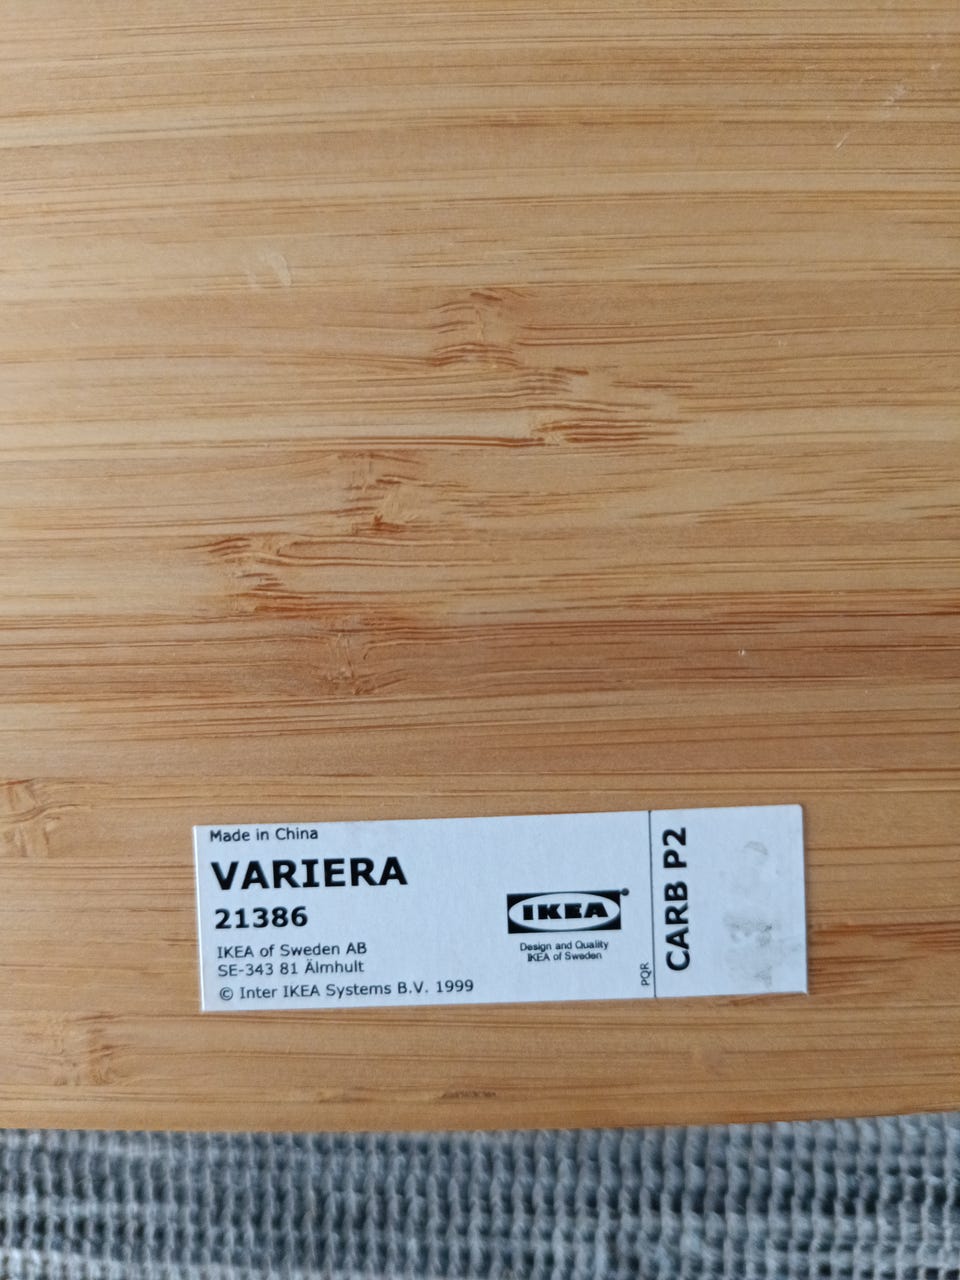 Made in China
VARIERA
21386
IKEA of Sweden AB
SE-343 81 Älmhult
© Inter IKEA Systems B.V. 1999
IKEA
Design and Quality
IKEA of Sweden
PQR
CARB P2